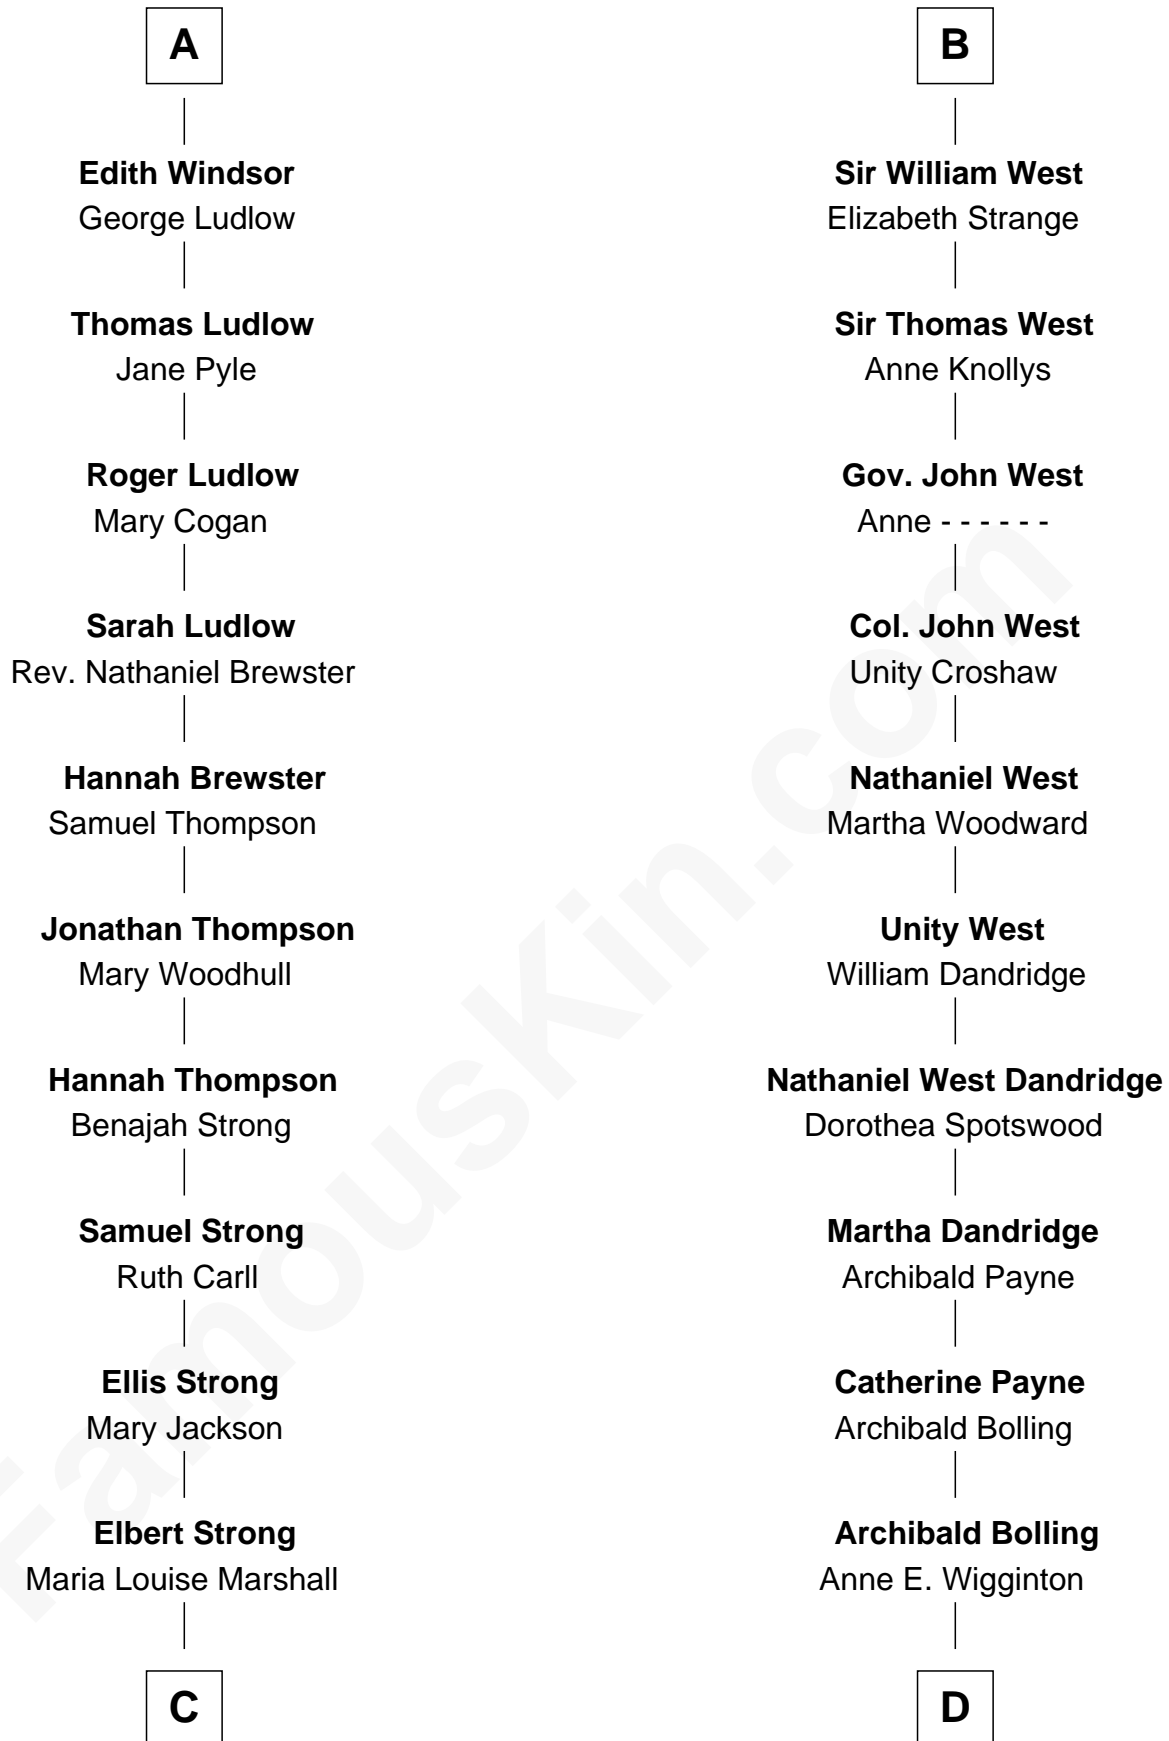 A
Edith Windsor
George Ludlow
Thomas Ludlow
Jane Pyle
Roger Ludlow
Mary Cogan
Sarah Ludlow
Rev. Nathaniel Brewster
Hannah Brewster
Samuel Thompson
Jonathan Thompson
Mary Woodhull
Hannah Thompson
Benajah Strong
Samuel Strong
Ruth Carll
Ellis Strong
Mary Jackson
Elbert Strong
Maria Louise Marshall
C
B
Sir William West
Elizabeth Strange
Sir Thomas West
Anne Knollys
Gov. John West
Anne - - - - - -
Col. John West
Unity Croshaw
Nathaniel West
Martha Woodward
Unity West
William Dandridge
Nathaniel West Dandridge
Dorothea Spotswood
Martha Dandridge
Archibald Payne
Catherine Payne
Archibald Bolling
Archibald Bolling
Anne E. Wigginton
D
FamousKin.com